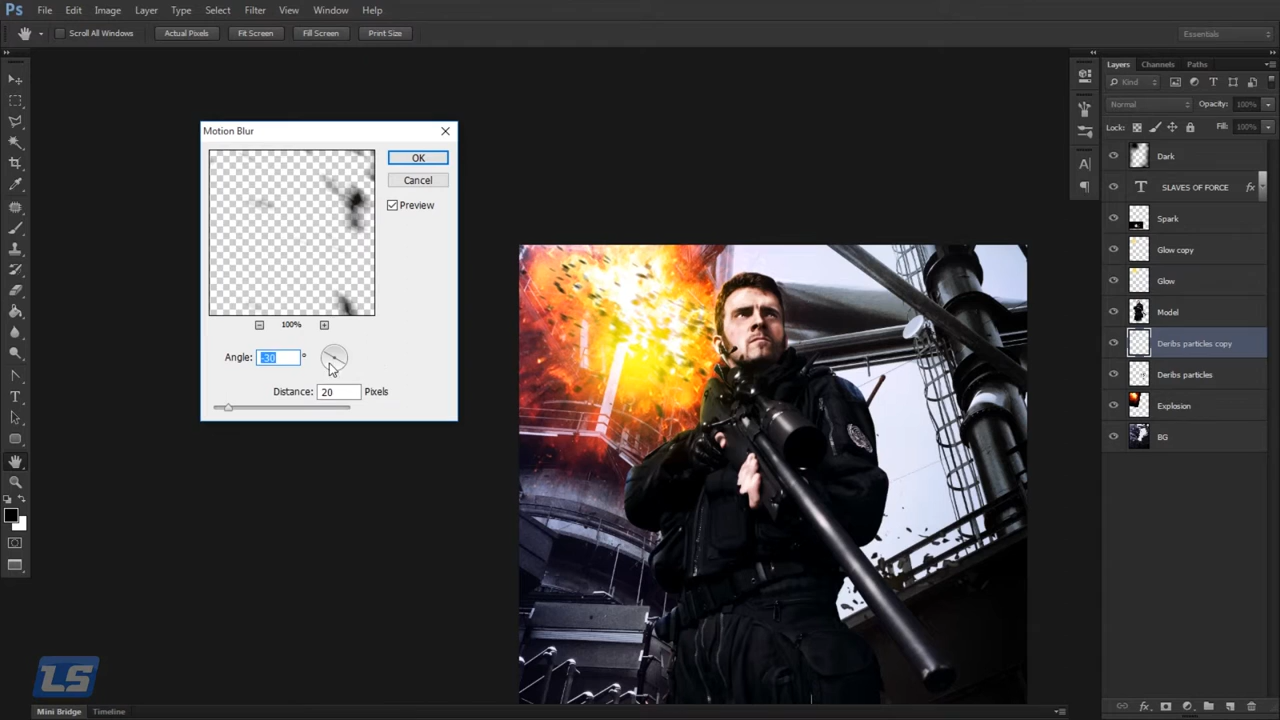 Ps File Edit Image Layer Type Select Filter View Window Help
Scroll All Windows Actual Pixels Fit Screen Fill Screen Print Size Essentials
Motion Blur
OK
Cancel
Preview
100%
Angle: -30 °
Distance: 20 Pixels
Layers Channels Paths
Kind
Normal Opacity: 100%
Lock: Fill: 100%
Dark
T SLAVES OF FORCE fx
Spark
Glow copy
Glow
Model
Deribs particles copy
Deribs particles
Explosion
BG
LS
Mini Bridge Timeline